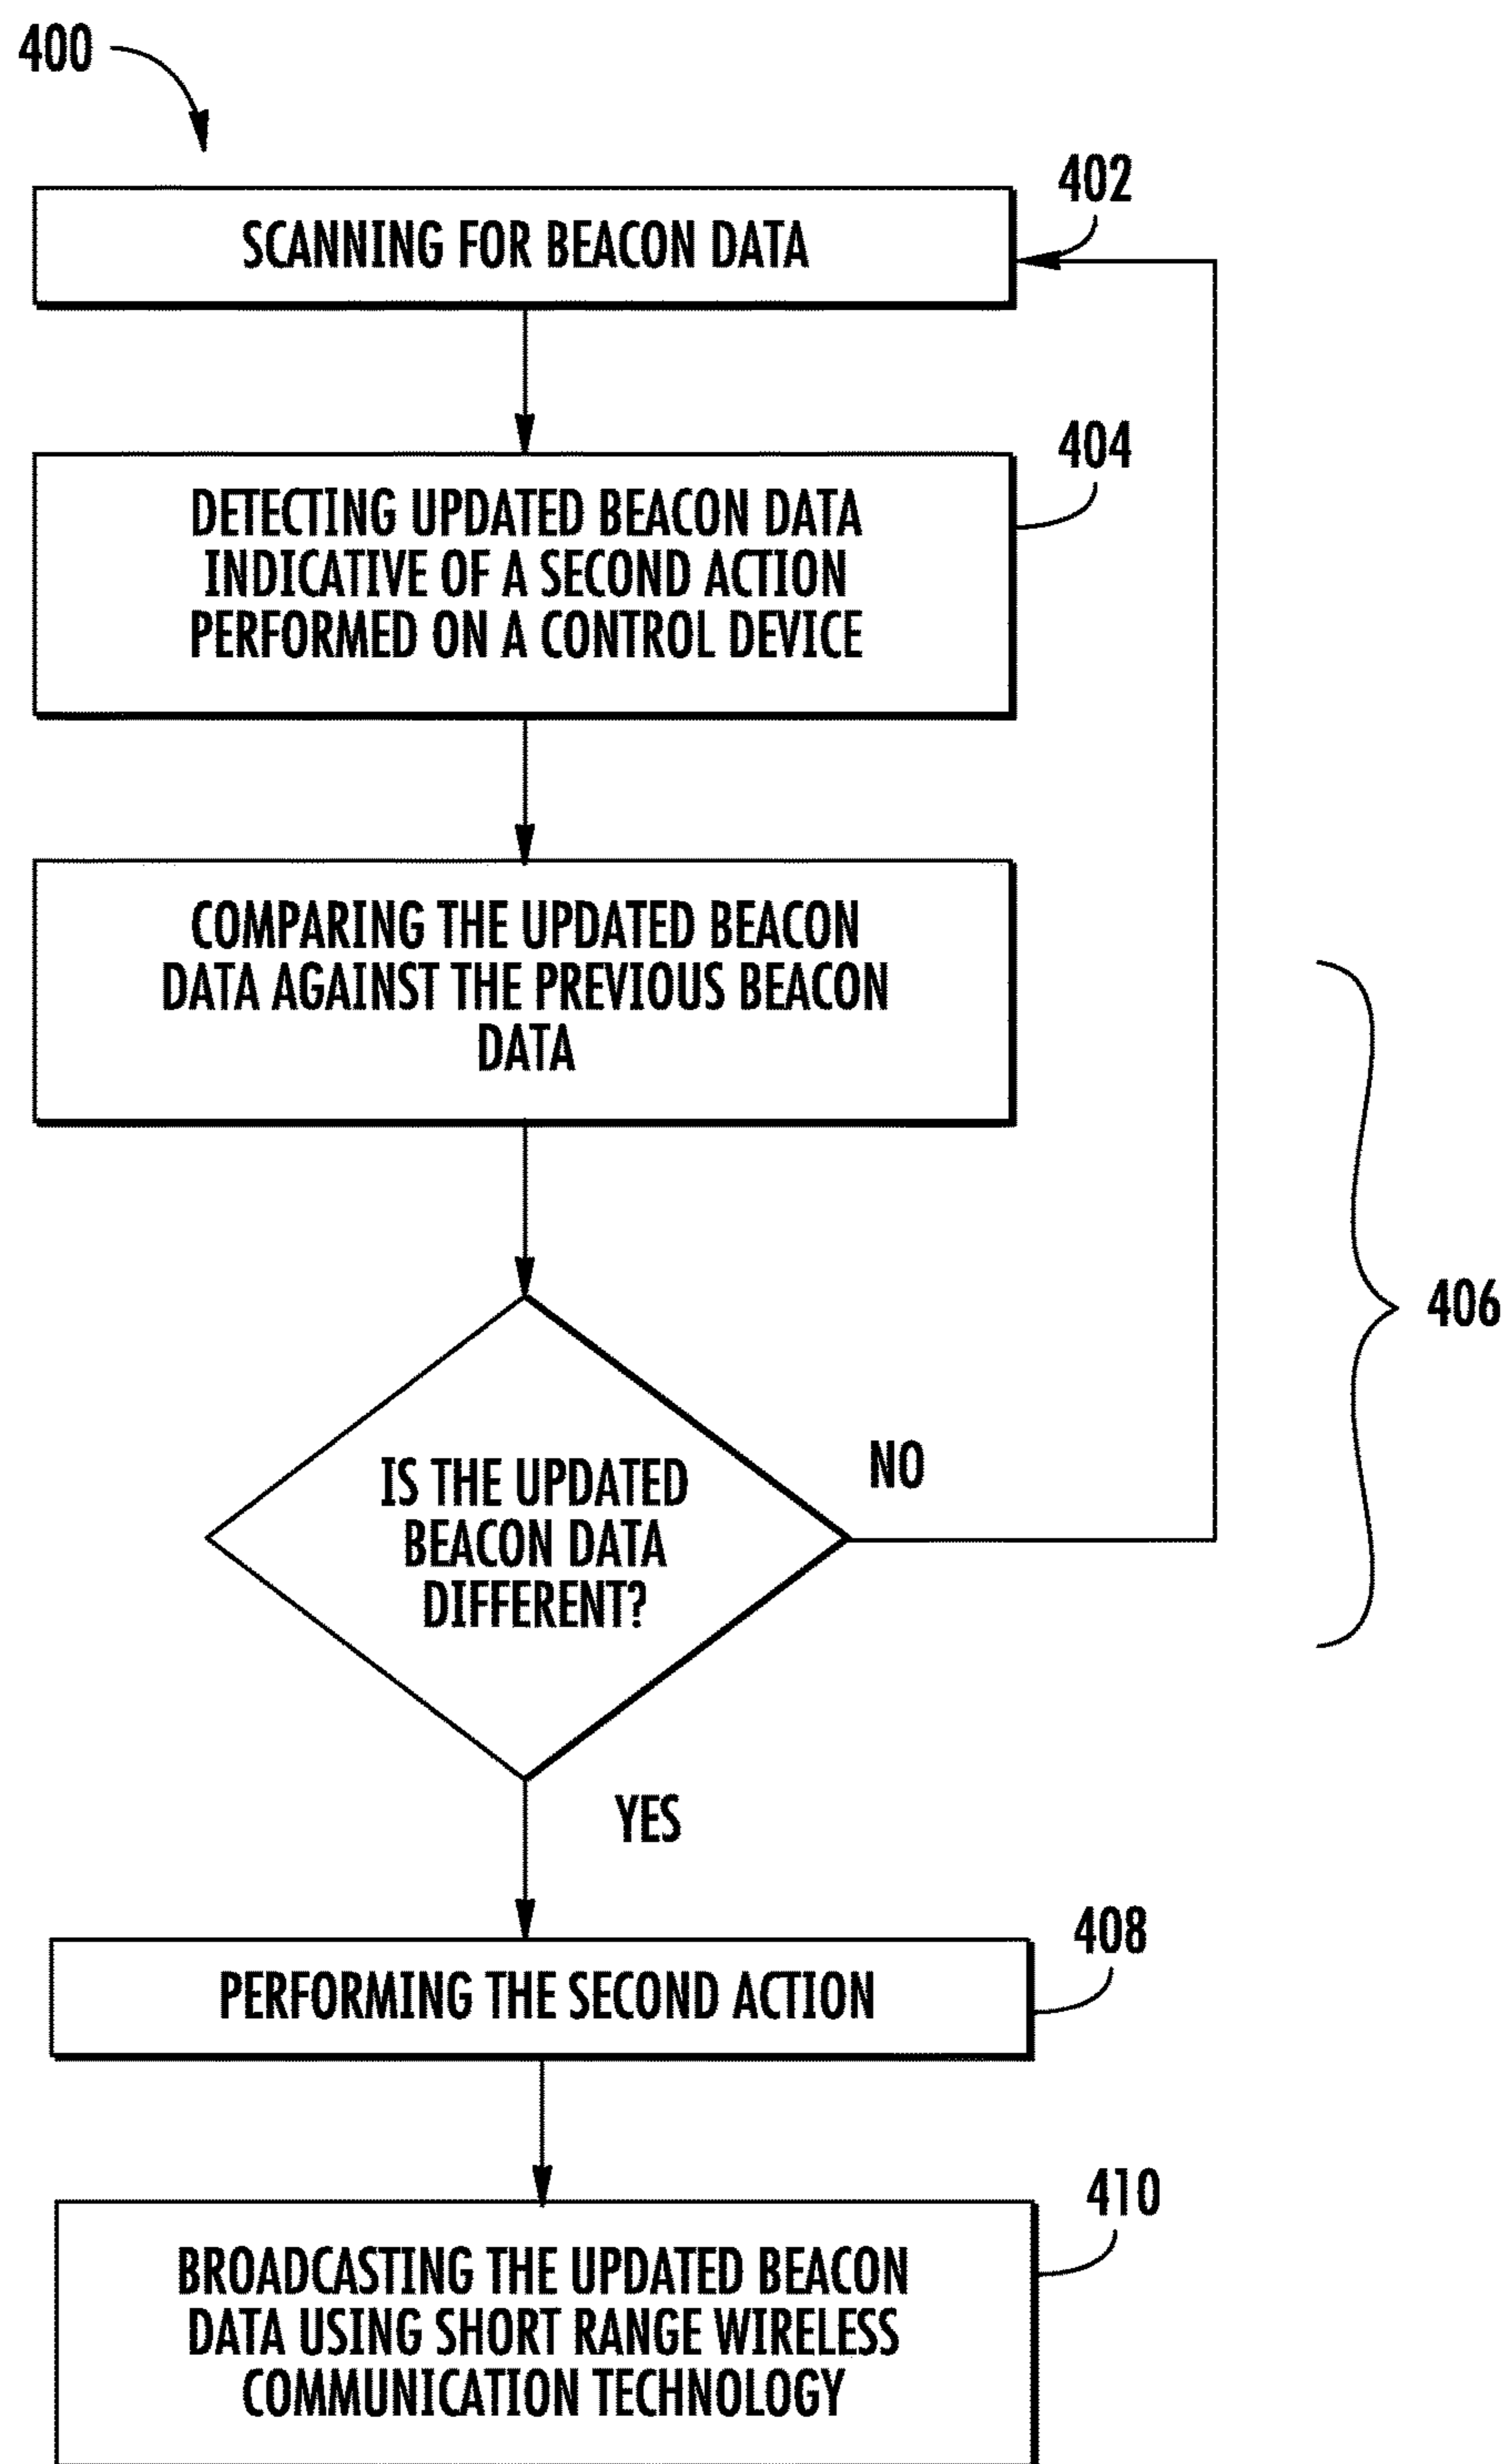 400
402
SCANNING FOR BEACON DATA
404
DETECTING UPDATED BEACON DATA
INDICATIVE OF A SECOND ACTION
PERFORMED ON A CONTROL DEVICE
COMPARING THE UPDATED BEACON
DATA AGAINST THE PREVIOUS BEACON
DATA
406
IS THE UPDATED
BEACON DATA
DIFFERENT?
NO
YES
408
PERFORMING THE SECOND ACTION
410
BROADCASTING THE UPDATED BEACON
DATA USING SHORT RANGE WIRELESS
COMMUNICATION TECHNOLOGY